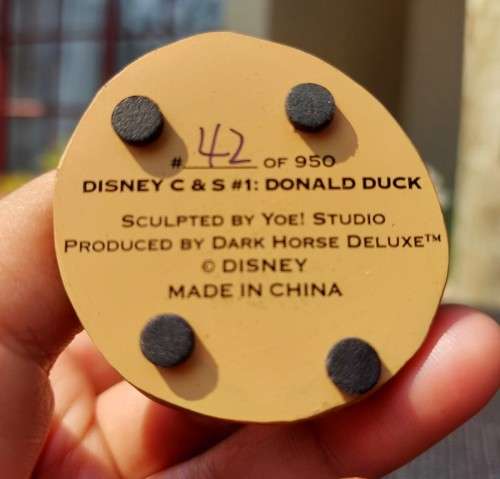 # 42 OF 950
DISNEY C & S #1: DONALD DUCK
SCULPTED BY YOE! STUDIO
PRODUCED BY DARK HORSE DELUXE™
© DISNEY
MADE IN CHINA